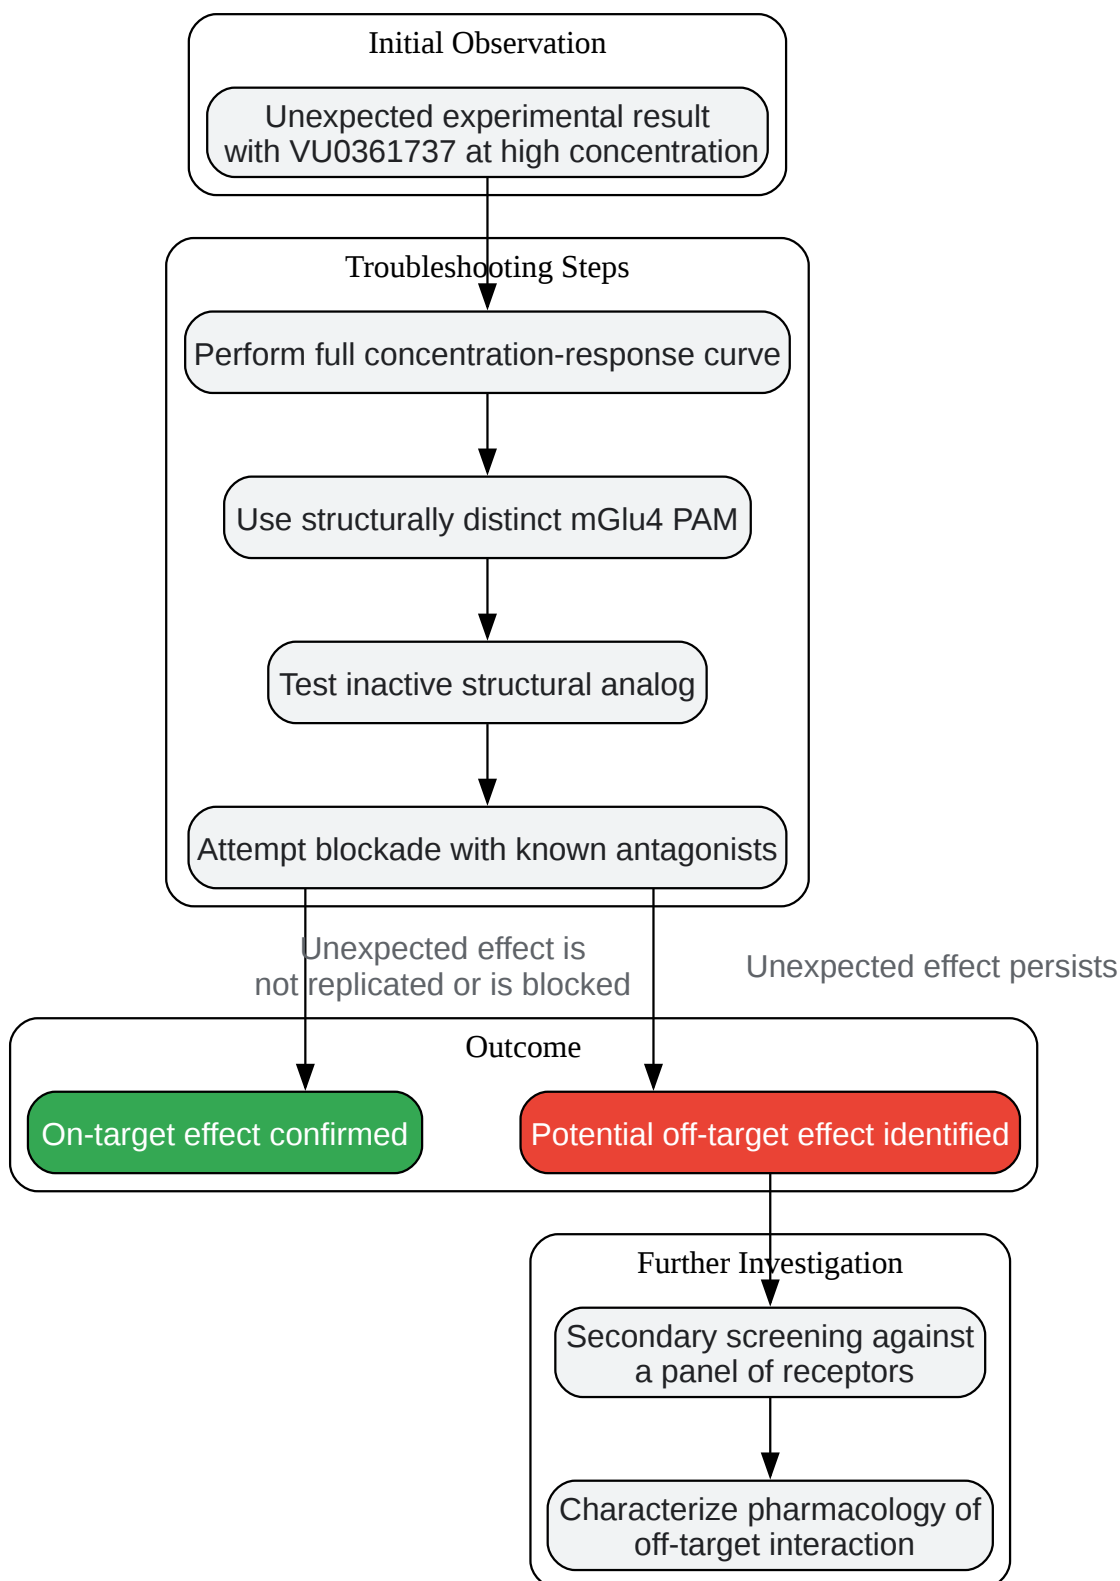 Initial Observation
Unexpected experimental result
with VU0361737 at high concentration
Troubleshooting Steps
Perform full concentration-response curve
Use structurally distinct mGlu4 PAM
Test inactive structural analog
Attempt blockade with known antagonists
Unexpected effect is
not replicated or is blocked
Unexpected effect persists
Outcome
On-target effect confirmed
Potential off-target effect identified
Further Investigation
Secondary screening against
a panel of receptors
Characterize pharmacology of
off-target interaction